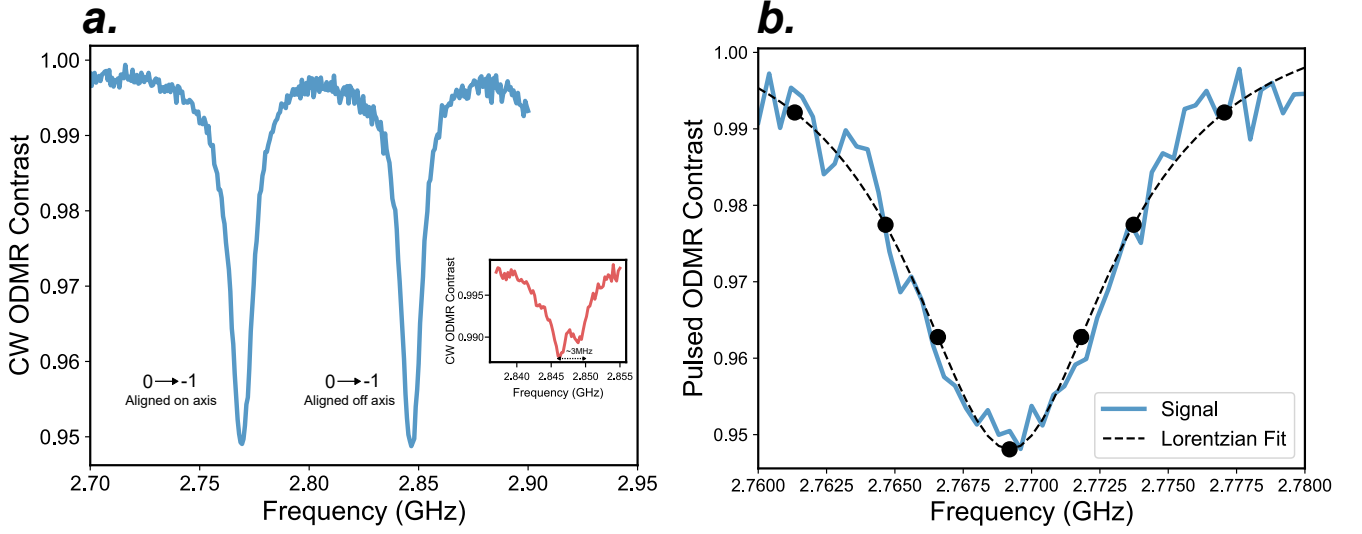 a.
CW ODMR Contrast
1.00
0.99
0.98
0.97
0.96
0.95
0→-1
Aligned on axis
0→-1
Aligned off axis
2.70
2.75
2.80
2.85
2.90
2.95
Frequency (GHz)
CW ODMR Contrast
0.995
0.990
~3MHz
2.840
2.845
2.850
2.855
Frequency (GHz)
b.
Pulsed ODMR Contrast
1.00
0.99
0.98
0.97
0.96
0.95
Signal
Lorentzian Fit
2.7600
2.7625
2.7650
2.7675
2.770
2.7725
2.775
2.7775
2.7800
Frequency (GHz)